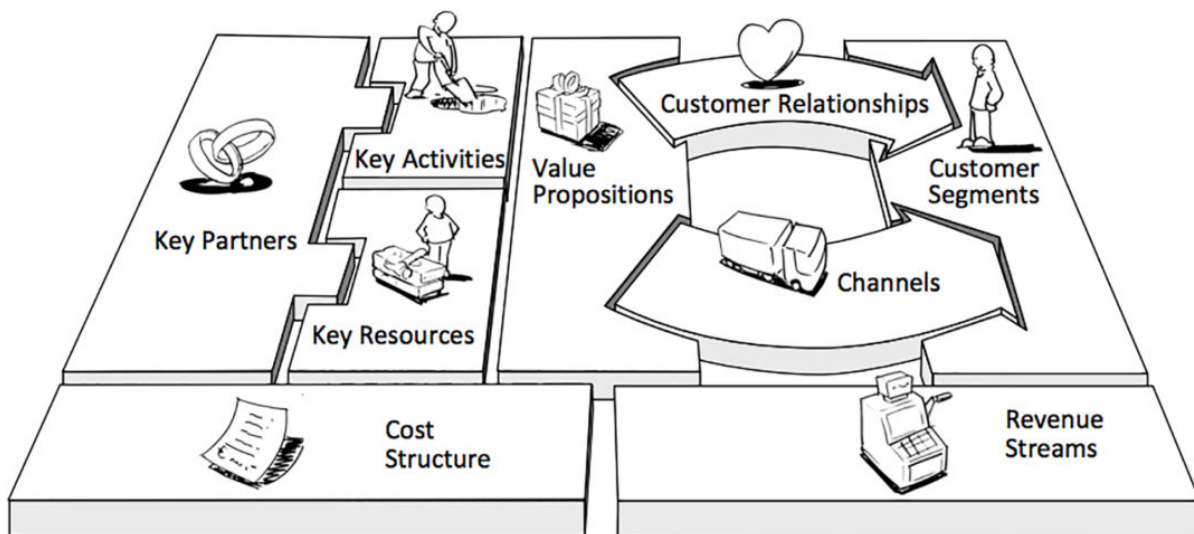 Customer Relationships
Key Activities
Value
Propositions
Customer
Segments
Key Partners
Channels
Key Resources
Cost
Structure
Revenue
Streams